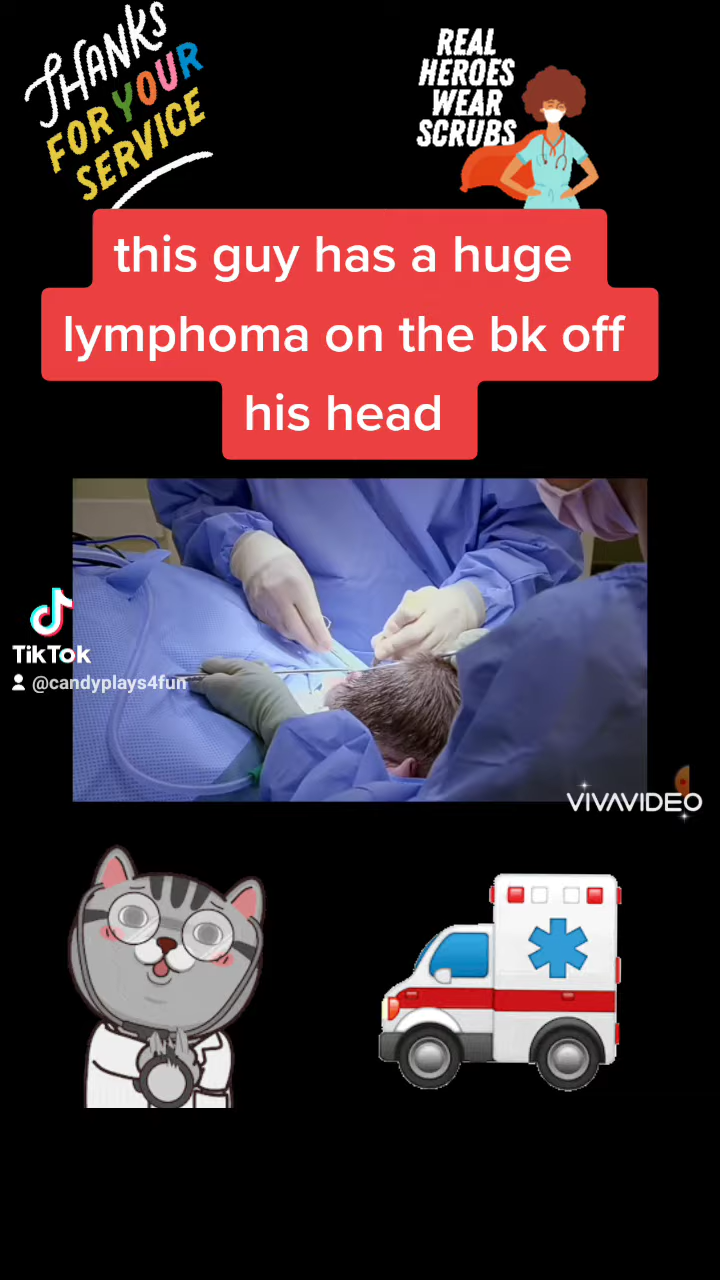 THANKS
FOR YOUR
SERVICE
REAL
HEROES
WEAR
SCRUBS
this guy has a huge
lymphoma on the bk off
his head
TikTok
@candyplays4fun
VIVAVIDEO